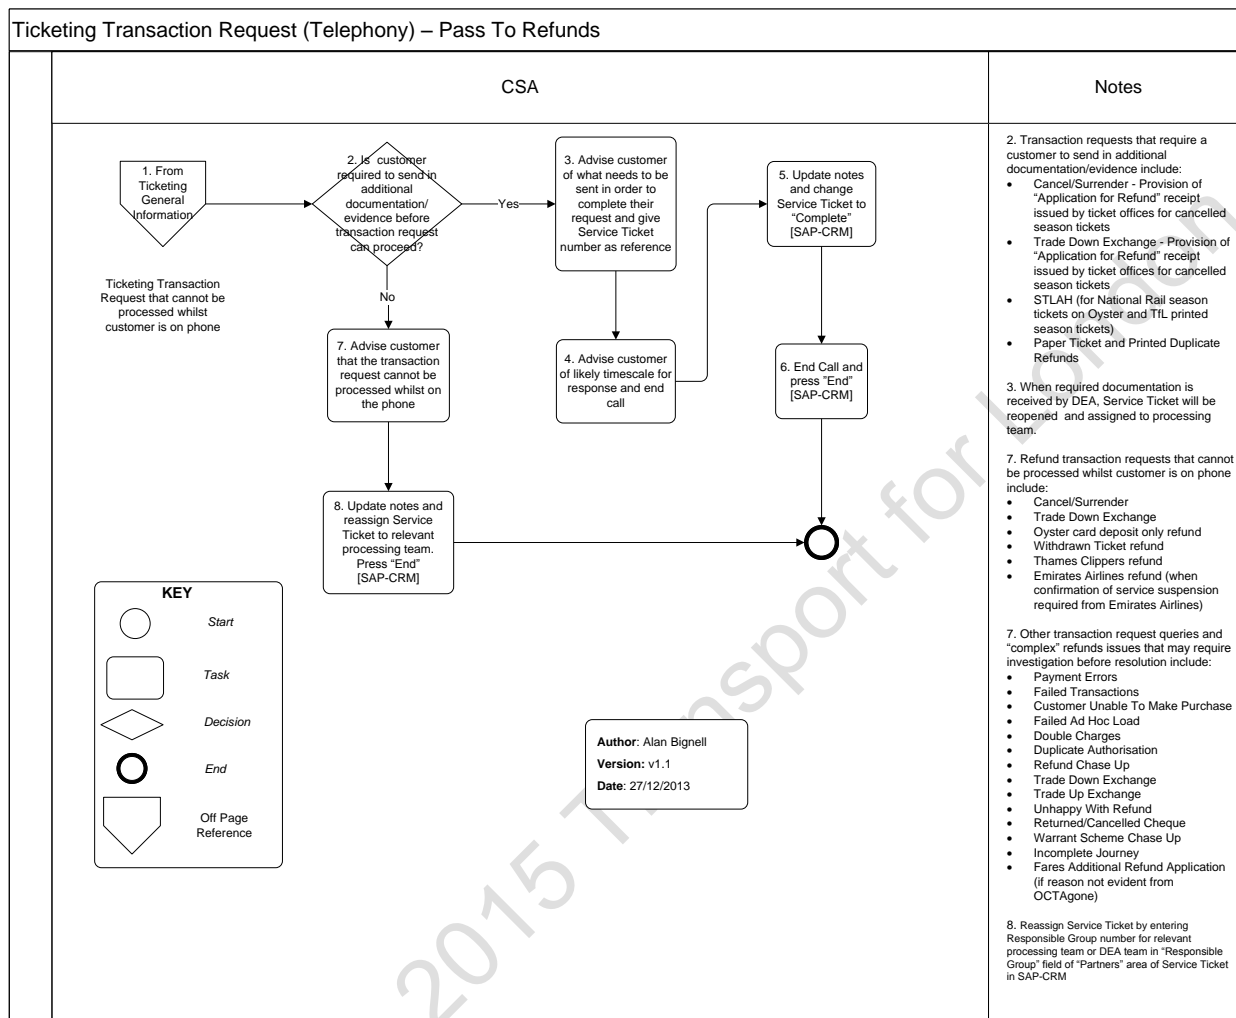 Ticketing Transaction Request (Telephony) – Pass To Refunds
CSA
Notes
1. From
Ticketing
General
Information
Ticketing Transaction
Request that cannot be
processed whilst
customer is on phone
2. Is customer
required to send in
additional
documentation/
evidence before
transaction request
can proceed?
Yes
No
3. Advise customer
of what needs to be
sent in order to
complete their
request and give
Service Ticket
number as reference
4. Advise customer
of likely timescale for
response and end
call
5. Update notes
and change
Service Ticket to
“Complete”
[SAP-CRM]
6. End Call and
press ”End”
[SAP-CRM]
7. Advise customer
that the transaction
request cannot be
processed whilst on
the phone
8. Update notes and
reassign Service
Ticket to relevant
processing team.
Press “End”
[SAP-CRM]
KEY
Start
Task
Decision
End
Off Page
Reference
Author: Alan Bignell
Version: v1.1
Date: 27/12/2013
2. Transaction requests that require a
customer to send in additional
documentation/evidence include:
• Cancel/Surrender - Provision of
“Application for Refund” receipt
issued by ticket offices for cancelled
season tickets
• Trade Down Exchange - Provision of
“Application for Refund” receipt
issued by ticket offices for cancelled
season tickets
• STLAH (for National Rail season
tickets on Oyster and TfL printed
season tickets)
• Paper Ticket and Printed Duplicate
Refunds
3. When required documentation is
received by DEA, Service Ticket will be
reopened and assigned to processing
team.
7. Refund transaction requests that cannot
be processed whilst customer is on phone
include:
• Cancel/Surrender
• Trade Down Exchange
• Oyster card deposit only refund
• Withdrawn Ticket refund
• Thames Clippers refund
• Emirates Airlines refund (when
confirmation of service suspension
required from Emirates Airlines)
7. Other transaction request queries and
“complex” refunds issues that may require
investigation before resolution include:
• Payment Errors
• Failed Transactions
• Customer Unable To Make Purchase
• Failed Ad Hoc Load
• Double Charges
• Duplicate Authorisation
• Refund Chase Up
• Trade Down Exchange
• Trade Up Exchange
• Unhappy With Refund
• Returned/Cancelled Cheque
• Warrant Scheme Chase Up
• Incomplete Journey
• Fares Additional Refund Application
(if reason not evident from
OCTAgone)
8. Reassign Service Ticket by entering
Responsible Group number for relevant
processing team or DEA team in “Responsible
Group” field of “Partners” area of Service Ticket
in SAP-CRM
2015 Transport for London